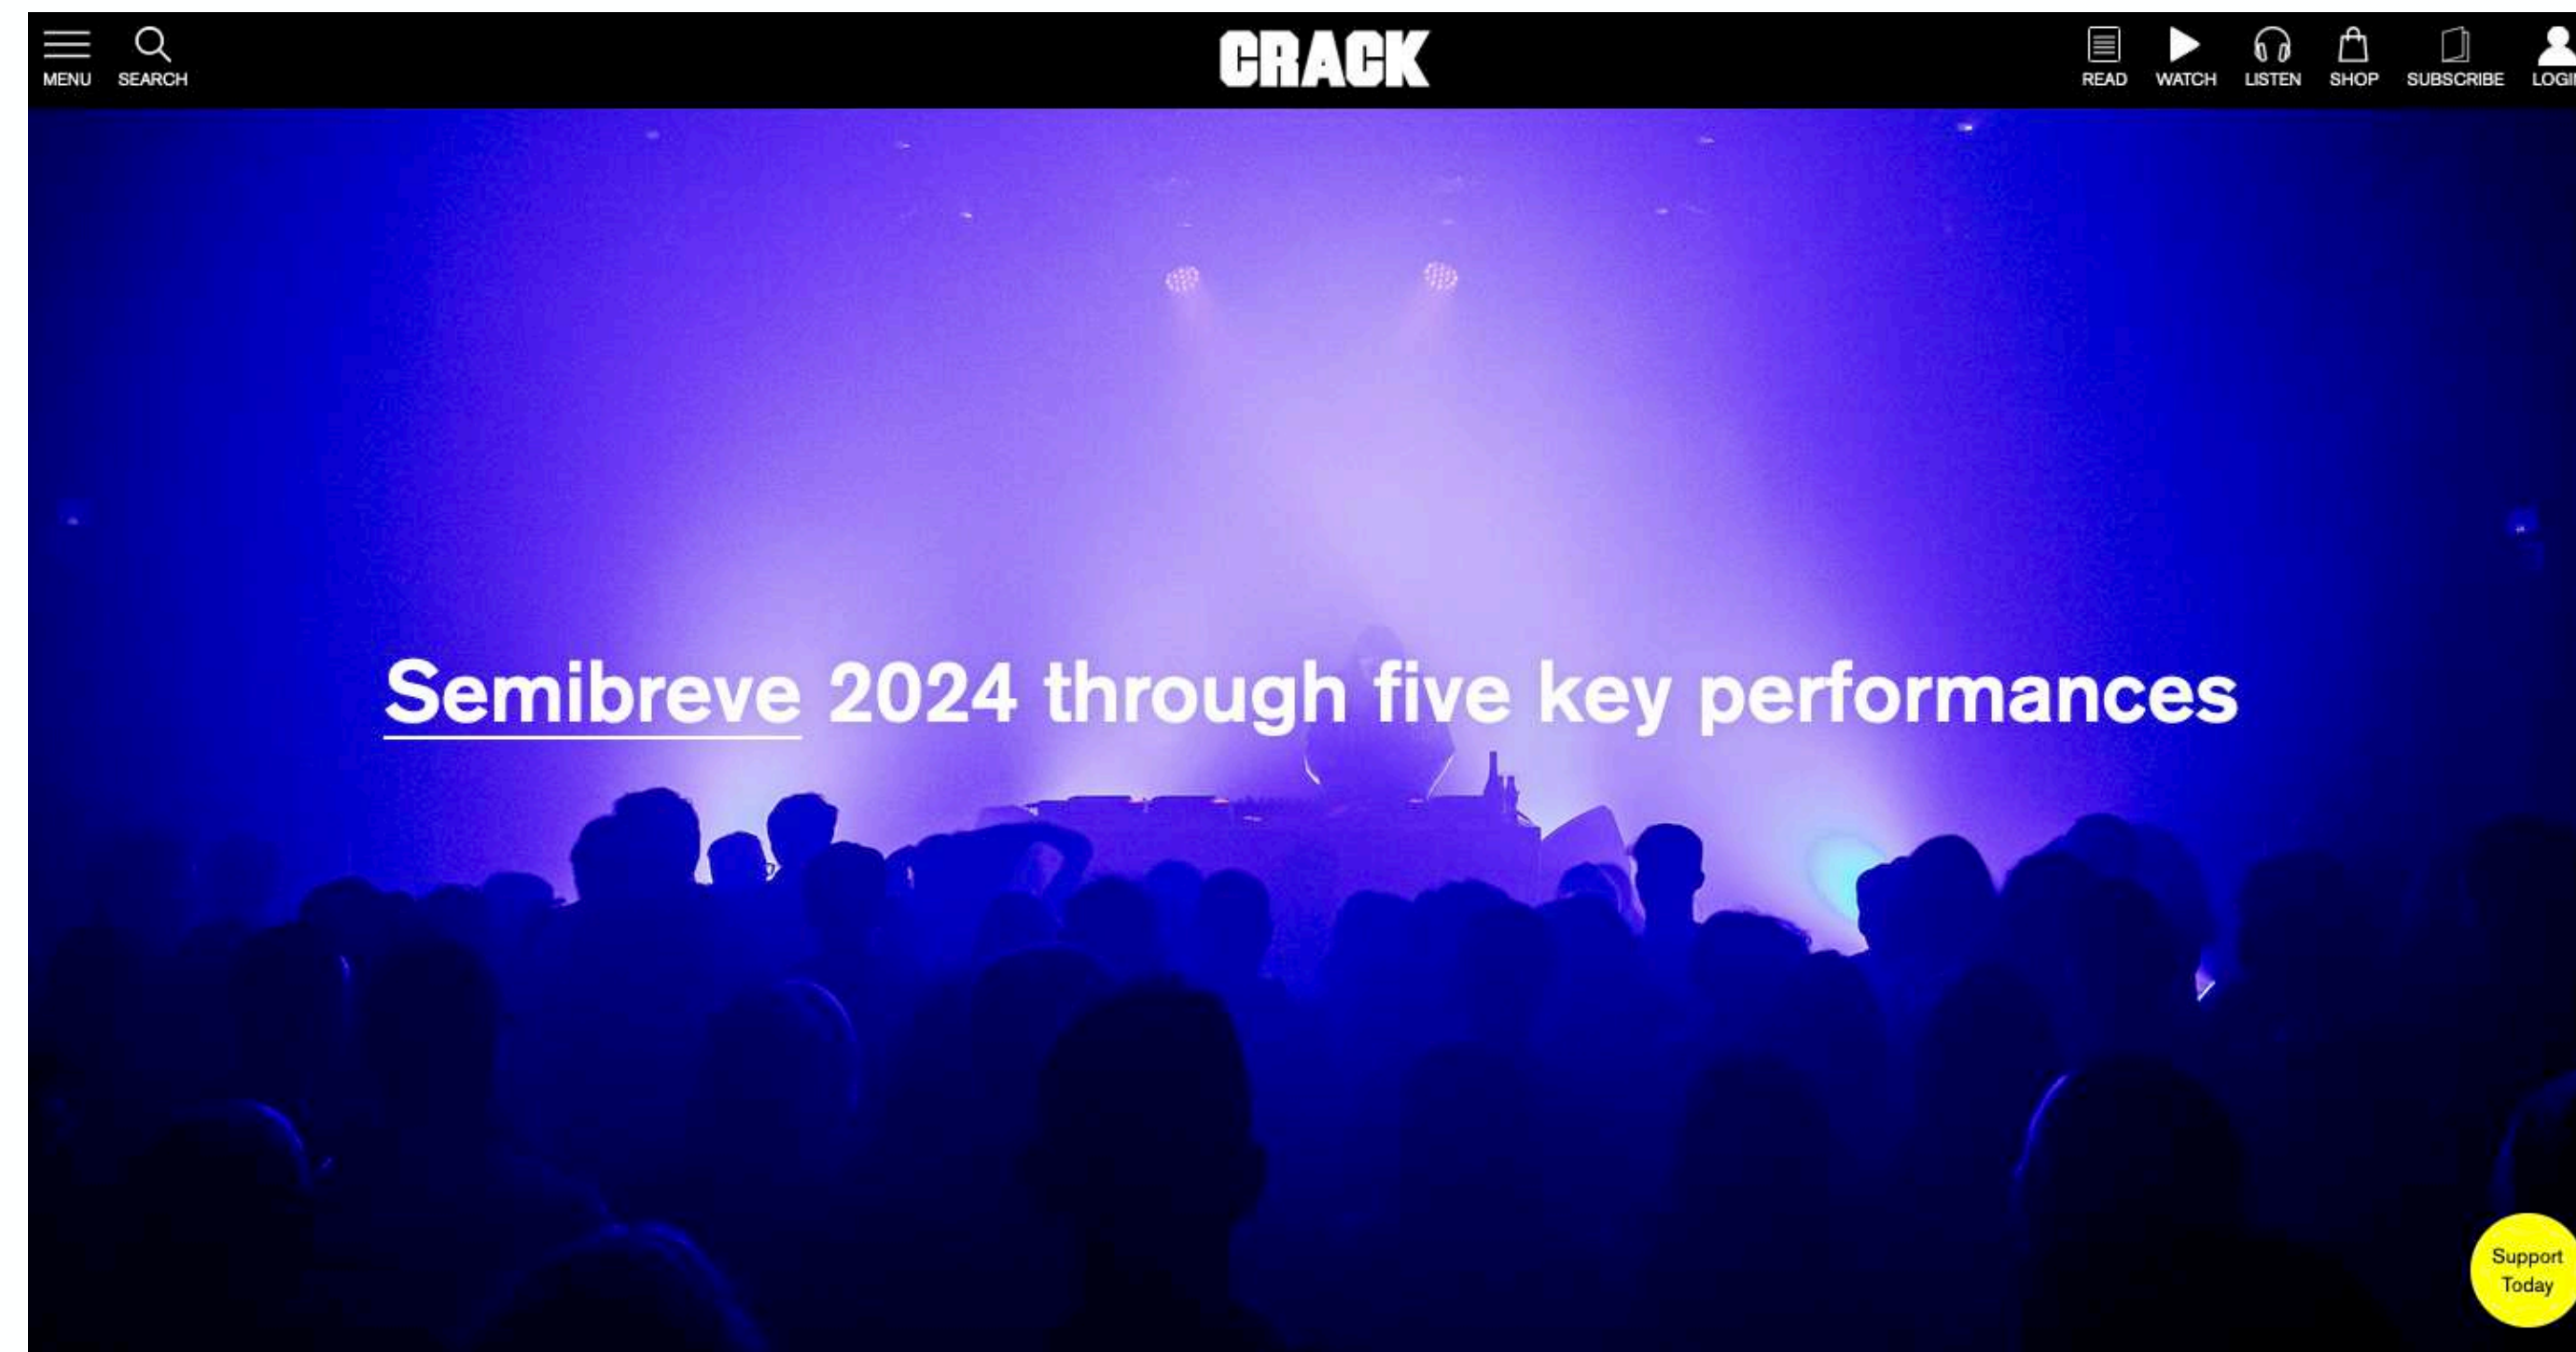 MENU
SEARCH
CRACK
READ
WATCH
LISTEN
SHOP
SUBSCRIBE
Semibreve 2024 through five key performances
Support
Today